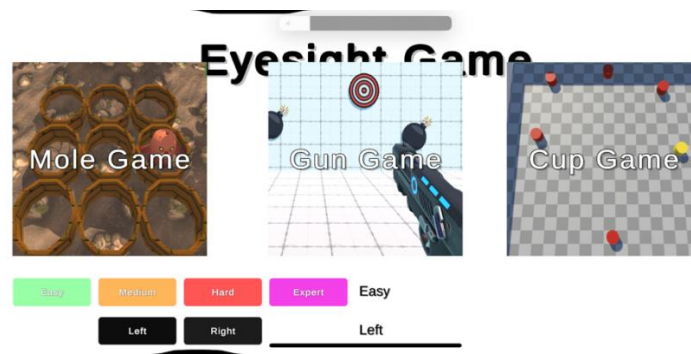 Eyesight Game
Mole Game
Gun Game
Cup Game
Easy Medium Hard Expert Easy
Left Right Left